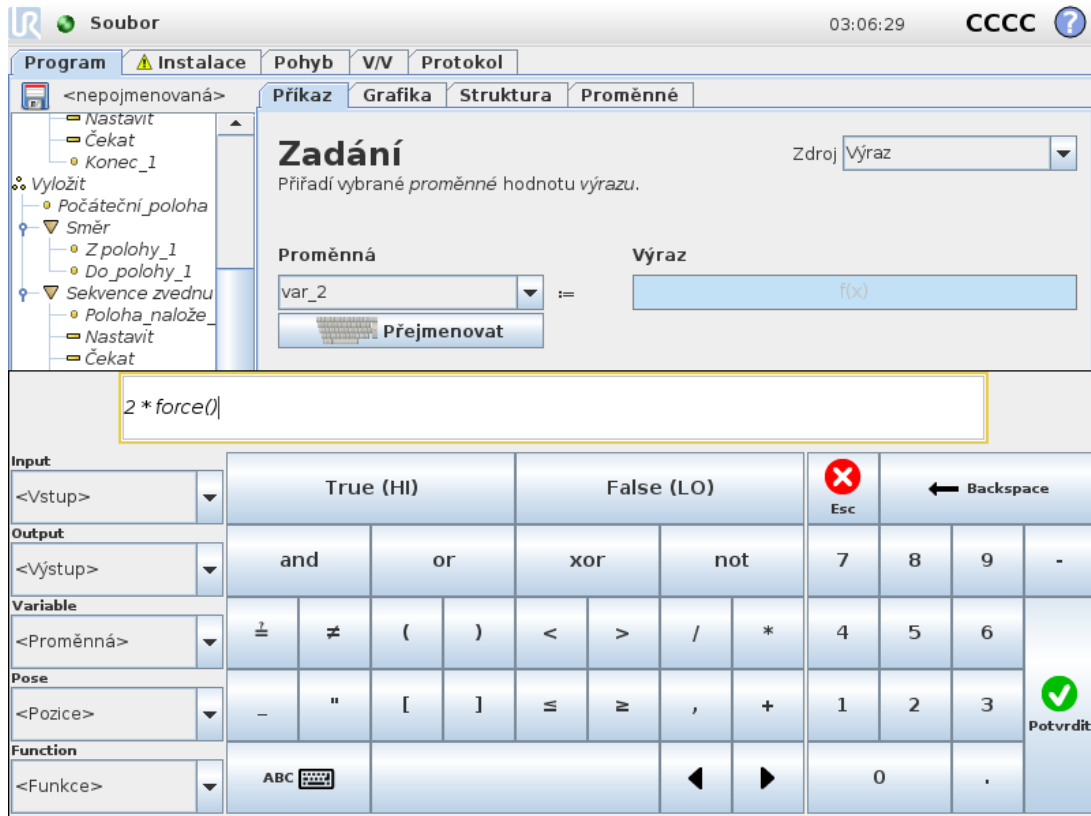 UR Soubor 03:06:29 CCCC ?
Program Instalace Pohyb V/V Protokol
<nepojmenovaná> Příkaz Grafika Struktura Proměnné
Nastavit
Čekat
Konec_1
Vyložit
Počáteční_poloha
Směr
Z polohy_1
Do_polohy_1
Sekvence zvednu
Poloha_nalože_
Nastavit
Čekat
Zadání
Zdroj Výraz
Přiřadí vybrané proměnné hodnotu výrazu.
Proměnná Výraz
var_2 := f(x)
Přejmenovat
2 * force()
Input
<Vstup>
Output
<Výstup>
Variable
<Proměnná>
Pose
<Pozice>
Function
<Funkce>
True (HI) False (LO) Esc Backspace
and or xor not 7 8 9 -
≟ ≠ ( ) < > / * 4 5 6
_ " [ ] ≤ ≥ , + 1 2 3 Potvrdit
ABC 0 .